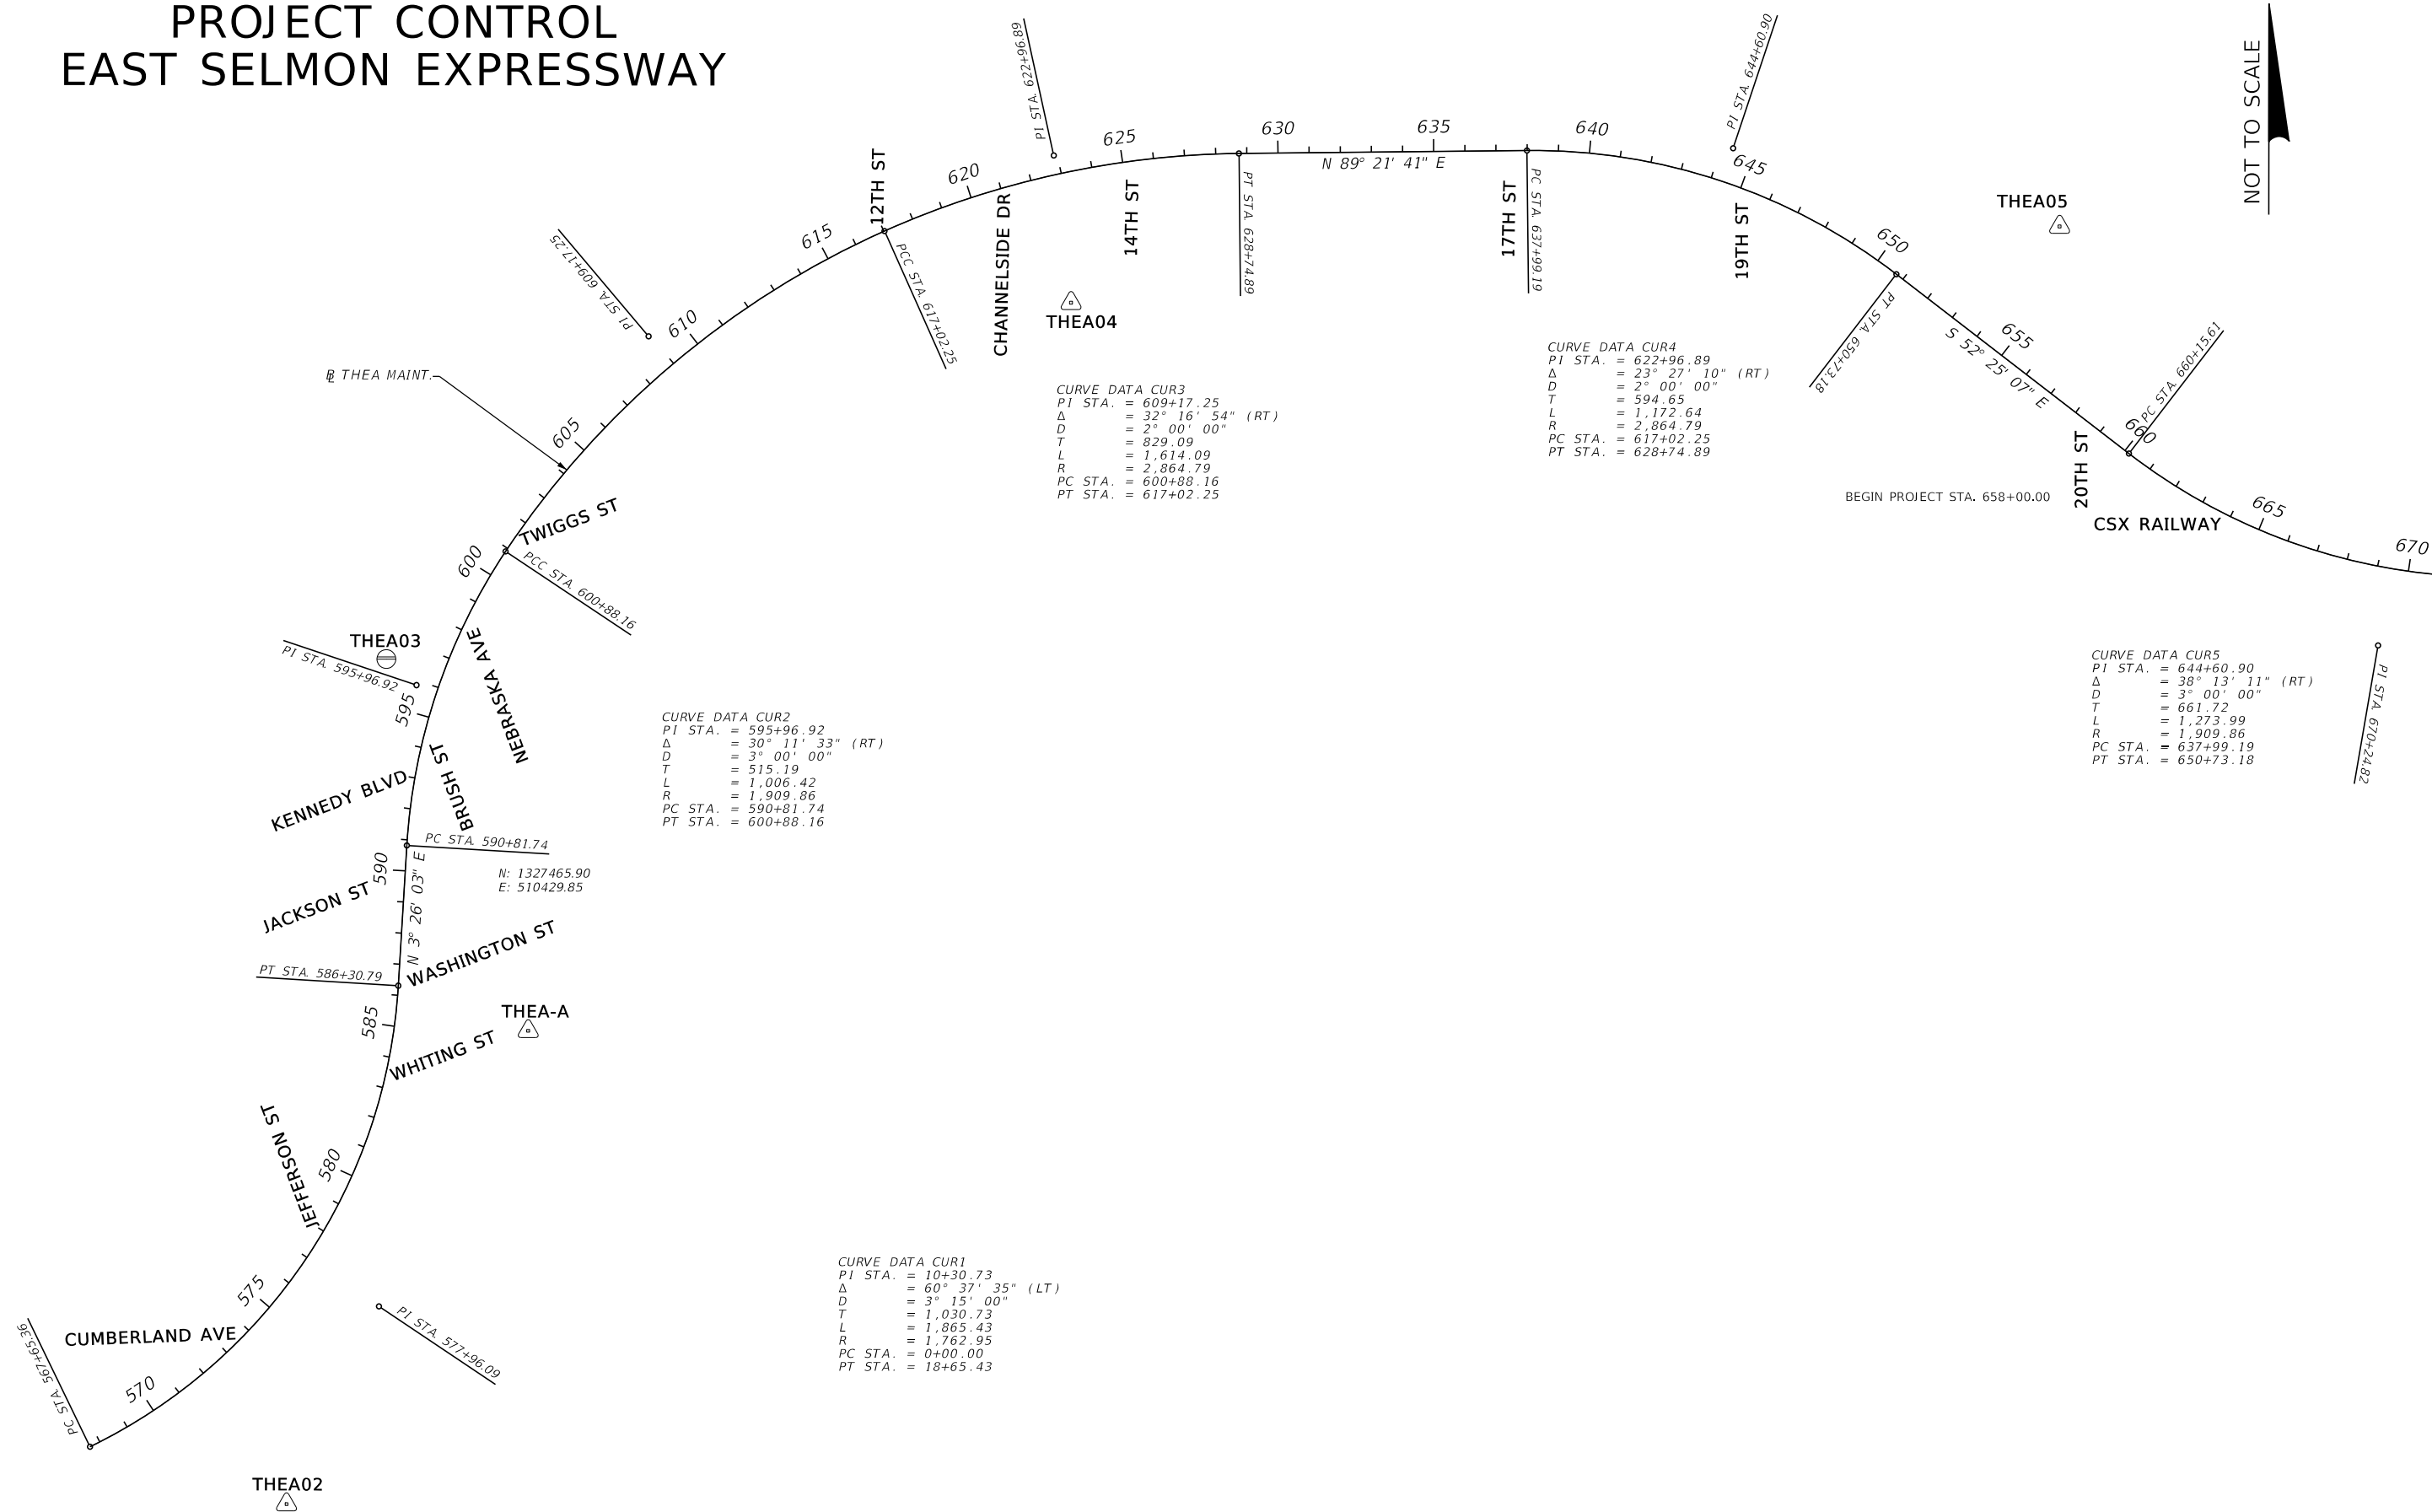 PROJECT CONTROL
EAST SELMON EXPRESSWAY
NOT TO SCALE
PI STA. 622+96.89
PI STA. 644+60.90
625
630
635
640
645
620
615
12TH ST
CHANNELSIDE DR
14TH ST
N 89° 21' 41" E
17TH ST
19TH ST
PCC STA. 617+02.25
PT STA. 628+74.89
PC STA. 637+99.19
THEA05
650
THEA04
PI STA. 609+17.25
610
PT STA. 650+73.18
655
S 52° 25' 07" E
PC STA. 660+15.61
660
20TH ST
CSX RAILWAY
665
670
BEGIN PROJECT STA. 658+00.00
CURVE DATA CUR4
PI STA. = 622+96.89
Δ = 23° 27' 10" (RT)
D = 2° 00' 00"
T = 594.65
L = 1,172.64
R = 2,864.79
PC STA. = 617+02.25
PT STA. = 628+74.89
CURVE DATA CUR3
PI STA. = 609+17.25
Δ = 32° 16' 54" (RT)
D = 2° 00' 00"
T = 829.09
L = 1,614.09
R = 2,864.79
PC STA. = 600+88.16
PT STA. = 617+02.25
℄ THEA MAINT.
605
TWIGGS ST
600
PCC STA. 600+88.16
THEA03
PI STA. 595+96.92
NEBRASKA AVE
595
BRUSH ST
KENNEDY BLVD
CURVE DATA CUR2
PI STA. = 595+96.92
Δ = 30° 11' 33" (RT)
D = 3° 00' 00"
T = 515.19
L = 1,006.42
R = 1,909.86
PC STA. = 590+81.74
PT STA. = 600+88.16
CURVE DATA CUR5
PI STA. = 644+60.90
Δ = 38° 13' 11" (RT)
D = 3° 00' 00"
T = 661.72
L = 1,273.99
R = 1,909.86
PC STA. = 637+99.19
PT STA. = 650+73.18
PI STA. 670+24.82
PC STA. 590+81.74
N: 1327465.90
E: 510429.85
590
JACKSON ST
N 3° 26' 03" E
WASHINGTON ST
PT STA. 586+30.79
585
THEA-A
WHITING ST
JEFFERSON ST
580
575
CUMBERLAND AVE
PI STA. 577+96.09
570
PC STA. 567+65.36
CURVE DATA CUR1
PI STA. = 10+30.73
Δ = 60° 37' 35" (LT)
D = 3° 15' 00"
T = 1,030.73
L = 1,865.43
R = 1,762.95
PC STA. = 0+00.00
PT STA. = 18+65.43
THEA02